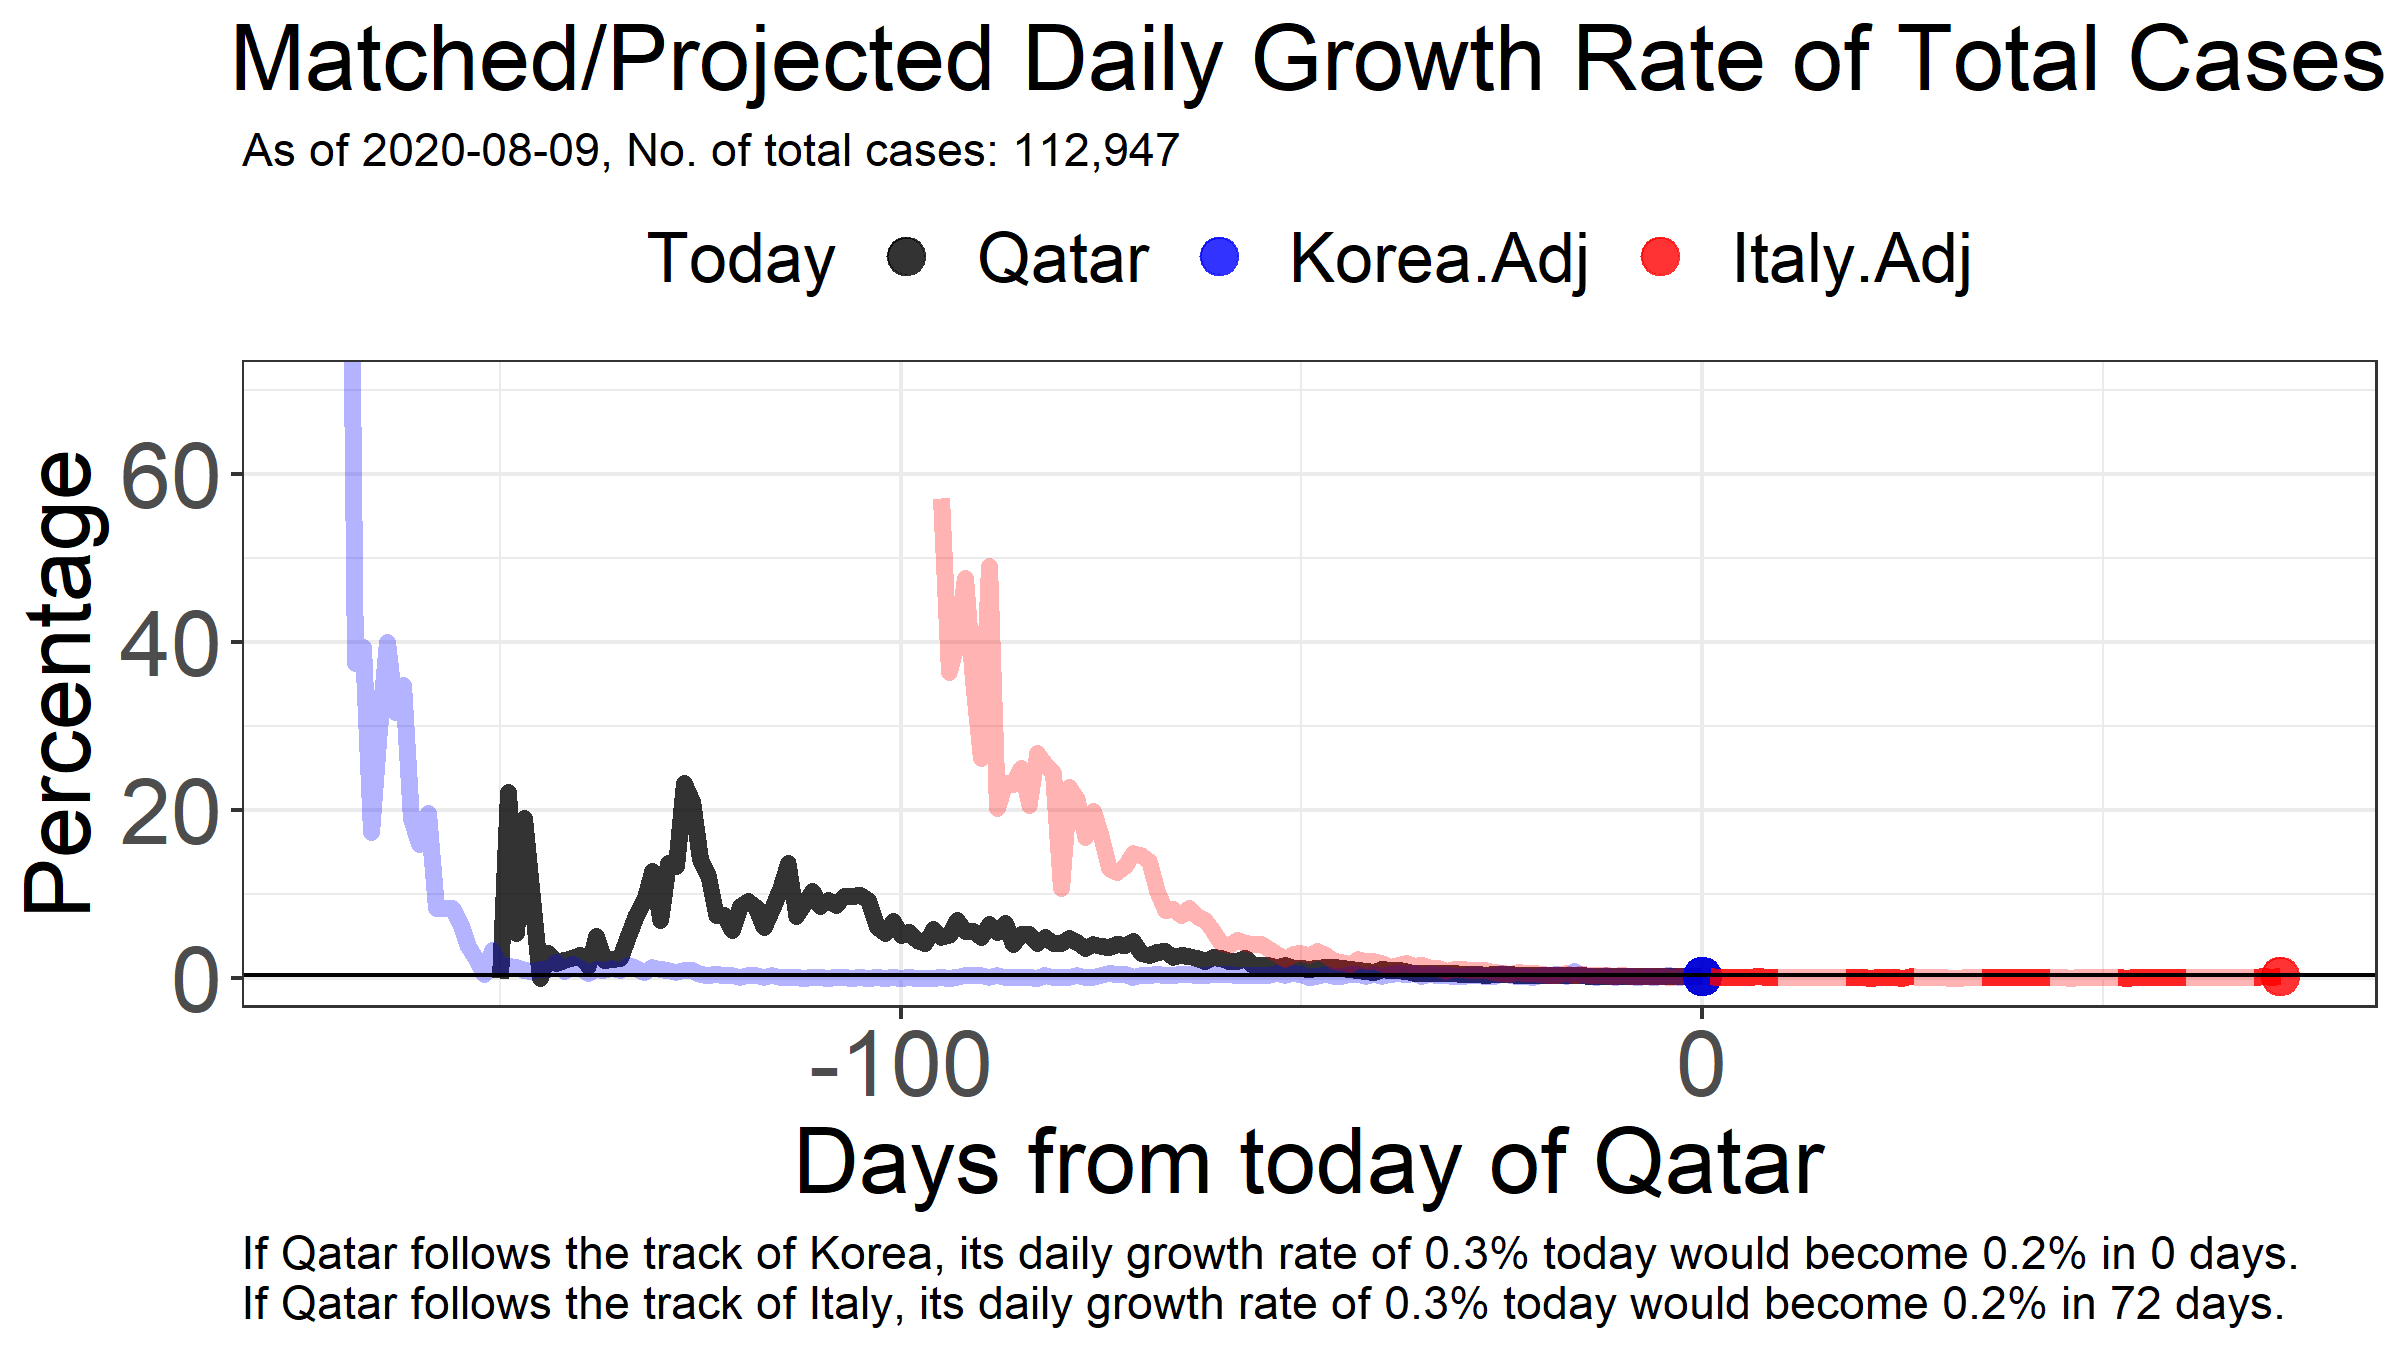 Matched/Projected Daily Growth Rate of Total Cases
As of 2020-08-09, No. of total cases: 112,947
Today Qatar Korea.Adj Italy.Adj
Percentage
60
40
20
0
-100 0
Days from today of Qatar
If Qatar follows the track of Korea, its daily growth rate of 0.3% today would become 0.2% in 0 days.
If Qatar follows the track of Italy, its daily growth rate of 0.3% today would become 0.2% in 72 days.